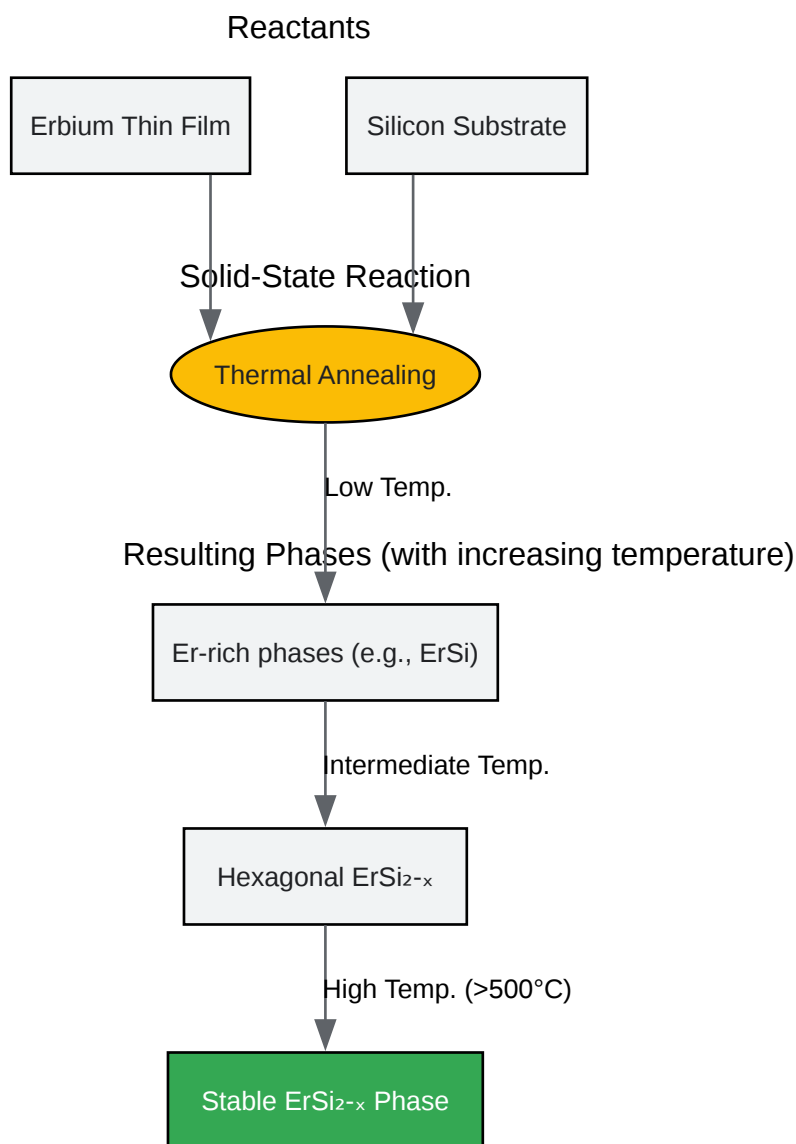 Reactants
Erbium Thin Film
Silicon Substrate
Solid-State Reaction
Thermal Annealing
Low Temp.
Resulting Phases (with increasing temperature)
Er-rich phases (e.g., ErSi)
Intermediate Temp.
Hexagonal ErSi₂-ₓ
High Temp. (>500°C)
Stable ErSi₂-ₓ Phase